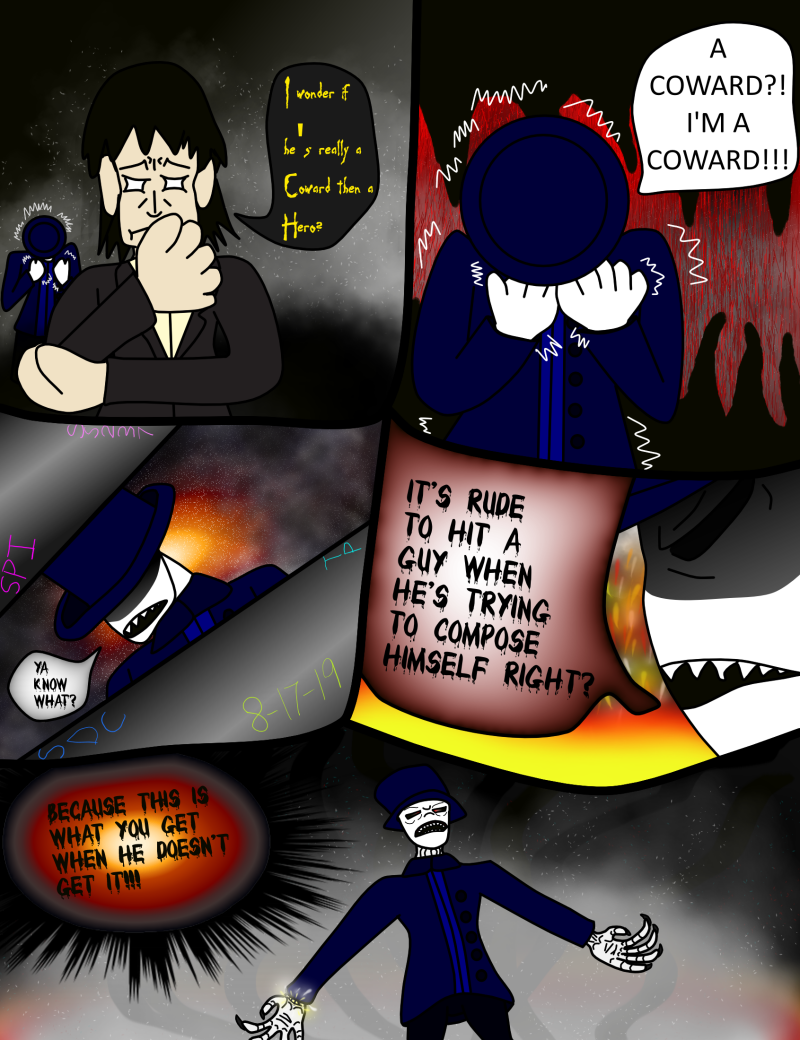 I wonder if
he's really a
Coward then a
Hero?
A
COWARD?!
I'M A
COWARD!!!
SPI
TP
YA
KNOW
WHAT?
SDC
8-17-19
IT'S RUDE
TO HIT A
GUY WHEN
HE'S TRYING
TO COMPOSE
HIMSELF RIGHT?
BECAUSE THIS IS
WHAT YOU GET
WHEN HE DOESN'T
GET IT!!!